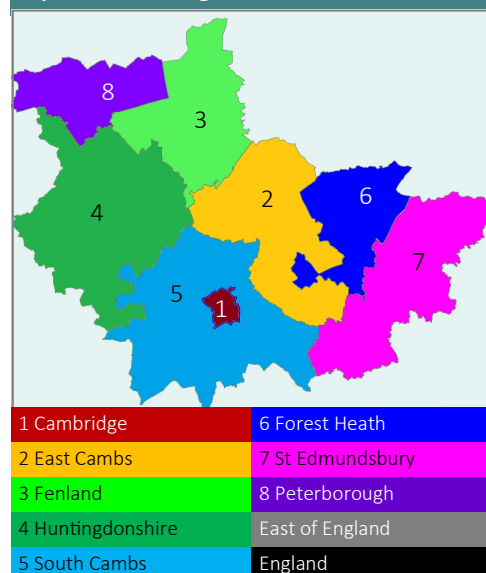 8
3
2
6
4
7
5
1
1 Cambridge
6 Forest Heath
2 East Cambs
7 St Edmundsbury
3 Fenland
8 Peterborough
4 Huntingdonshire
East of England
5 South Cambs
England